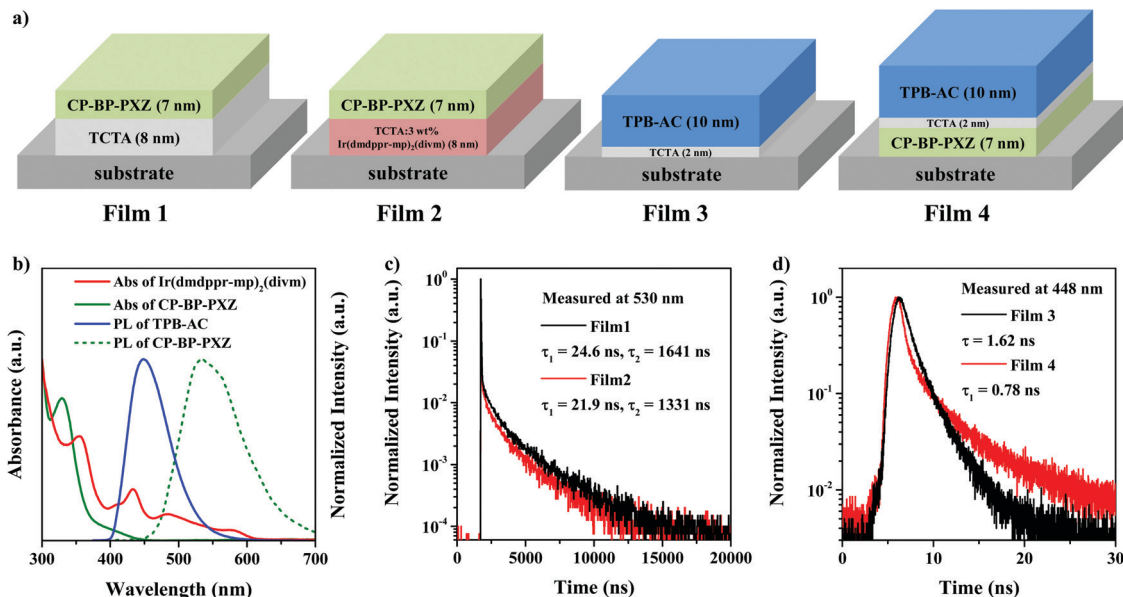 a)
CP-BP-PXZ (7 nm)
TCTA (8 nm)
substrate
Film 1
CP-BP-PXZ (7 nm)
TCTA:3 wt%
Ir(dmdppr-mp)₂(divm) (8 nm)
substrate
Film 2
TPB-AC (10 nm)
TCTA (2 nm)
substrate
Film 3
TPB-AC (10 nm)
TCTA (2 nm)
CP-BP-PXZ (7 nm)
substrate
Film 4
b)
Abs of Ir(dmdppr-mp)₂(divm)
Abs of CP-BP-PXZ
PL of TPB-AC
PL of CP-BP-PXZ
Absorbance (a.u.)
Normalized Intensity (a.u.)
300 400 500 600 700
Wavelength (nm)
c)
Measured at 530 nm
Film1
τ₁ = 24.6 ns, τ₂ = 1641 ns
Film2
τ₁ = 21.9 ns, τ₂ = 1331 ns
Normalized Intensity (a.u.)
10⁰
10⁻¹
10⁻²
10⁻³
10⁻⁴
0 5000 10000 15000 20000
Time (ns)
d)
Measured at 448 nm
Film 3
τ = 1.62 ns
Film 4
τ₁ = 0.78 ns
Normalized Intensity (a.u.)
10⁰
10⁻¹
10⁻²
0 10 20 30
Time (ns)